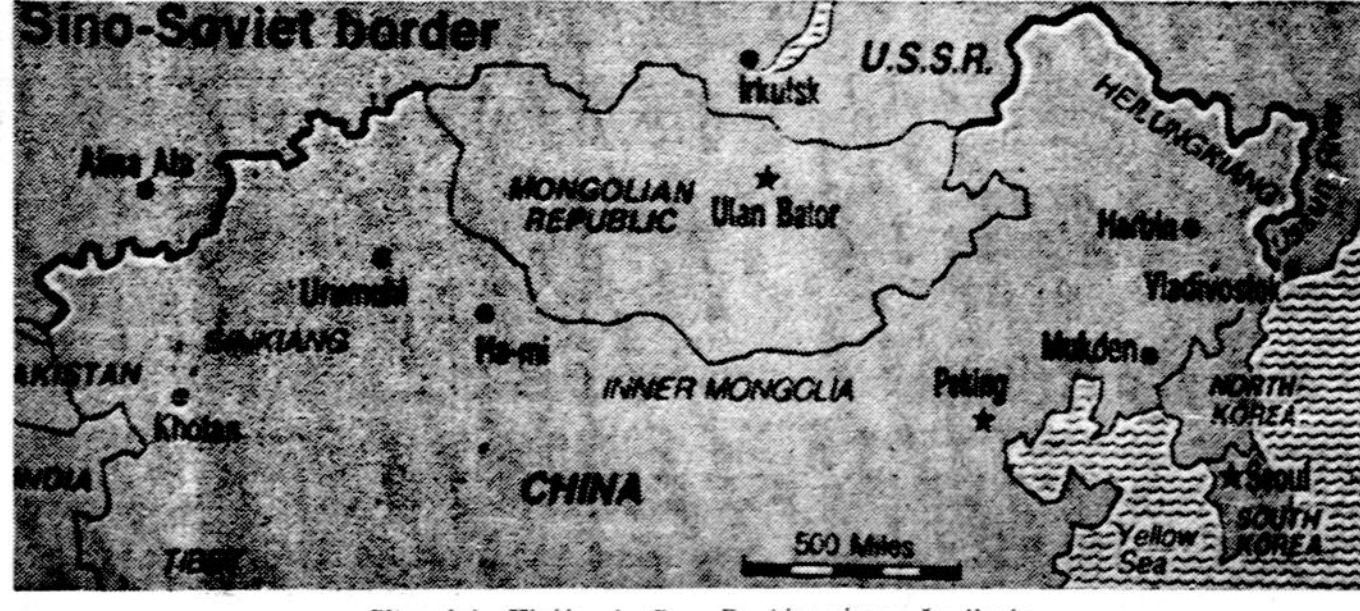 Sino-Soviet border
U.S.S.R.
Irkutsk
HEILUNGKIANG
Alma Ata
MONGOLIAN
REPUBLIC
Ulan Bator
Harbin
Urumchi
Vladivostok
SINKIANG
Ha-mi
Mukden
AKISTAN
INNER MONGOLIA
Peking
NORTH
KOREA
Khotan
INDIA
CHINA
Seoul
500 Miles
SOUTH
KOREA
Yellow
Sea
TIBET